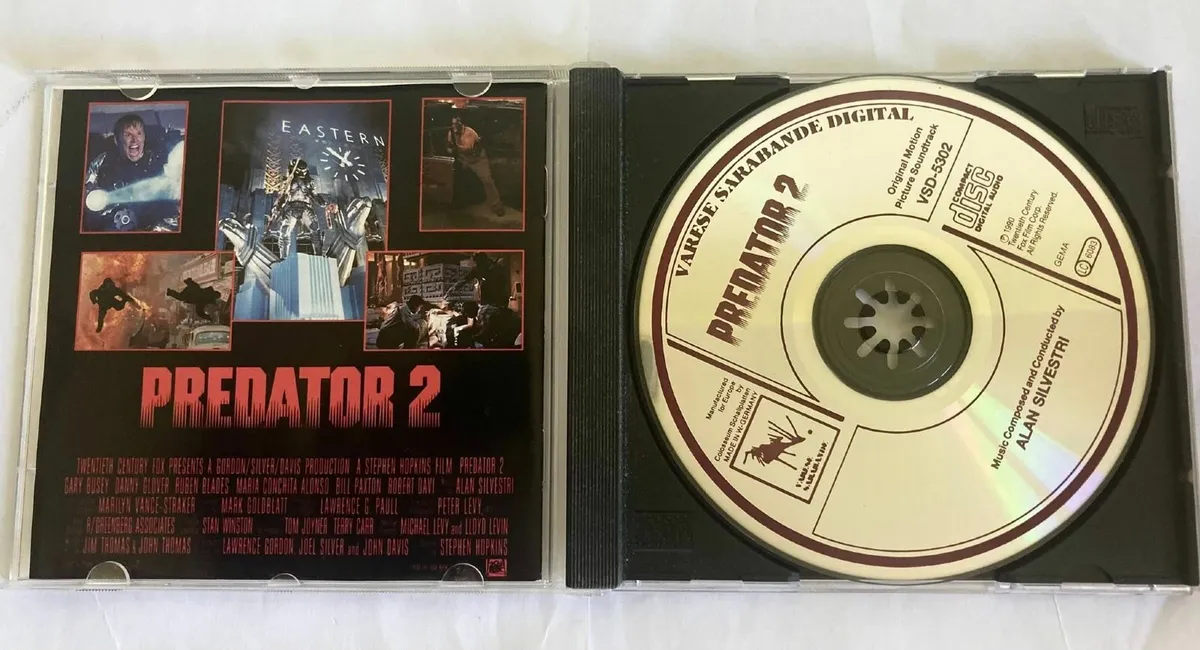 EASTERN
PREDATOR 2
TWENTIETH CENTURY FOX PRESENTS A GORDON/SILVER/DAVIS PRODUCTION A STEPHEN HOPKINS FILM PREDATOR 2
GARY BUSEY DANNY GLOVER RUBEN BLADES MARIA CONCHITA ALONSO BILL PAXTON ROBERT DAVI ALAN SILVESTRI
MARILYN VANCE-STRAKER MARK GOLDBLATT LAWRENCE G. PAULL PETER LEVY
R/GREENBERG ASSOCIATES STAN WINSTON TOM JOYNER TERRY CARR MICHAEL LEVY and LLOYD LEVIN
JIM THOMAS & JOHN THOMAS LAWRENCE GORDON, JOEL SILVER and JOHN DAVIS STEPHEN HOPKINS
VARESE SARABANDE DIGITAL
PREDATOR 2
Original Motion
Picture Soundtrack
VSD-5302
COMPACT
disc
DIGITAL AUDIO
℗ 1990
Twentieth Century
Fox Film Corp.
All Rights Reserved.
GEMA
LC 6083
Manufactured
for Europe by
Colosseum Schallplatten
MADE IN W-GERMANY
VARESE
SARABANDE
Music Composed and Conducted by
ALAN SILVESTRI